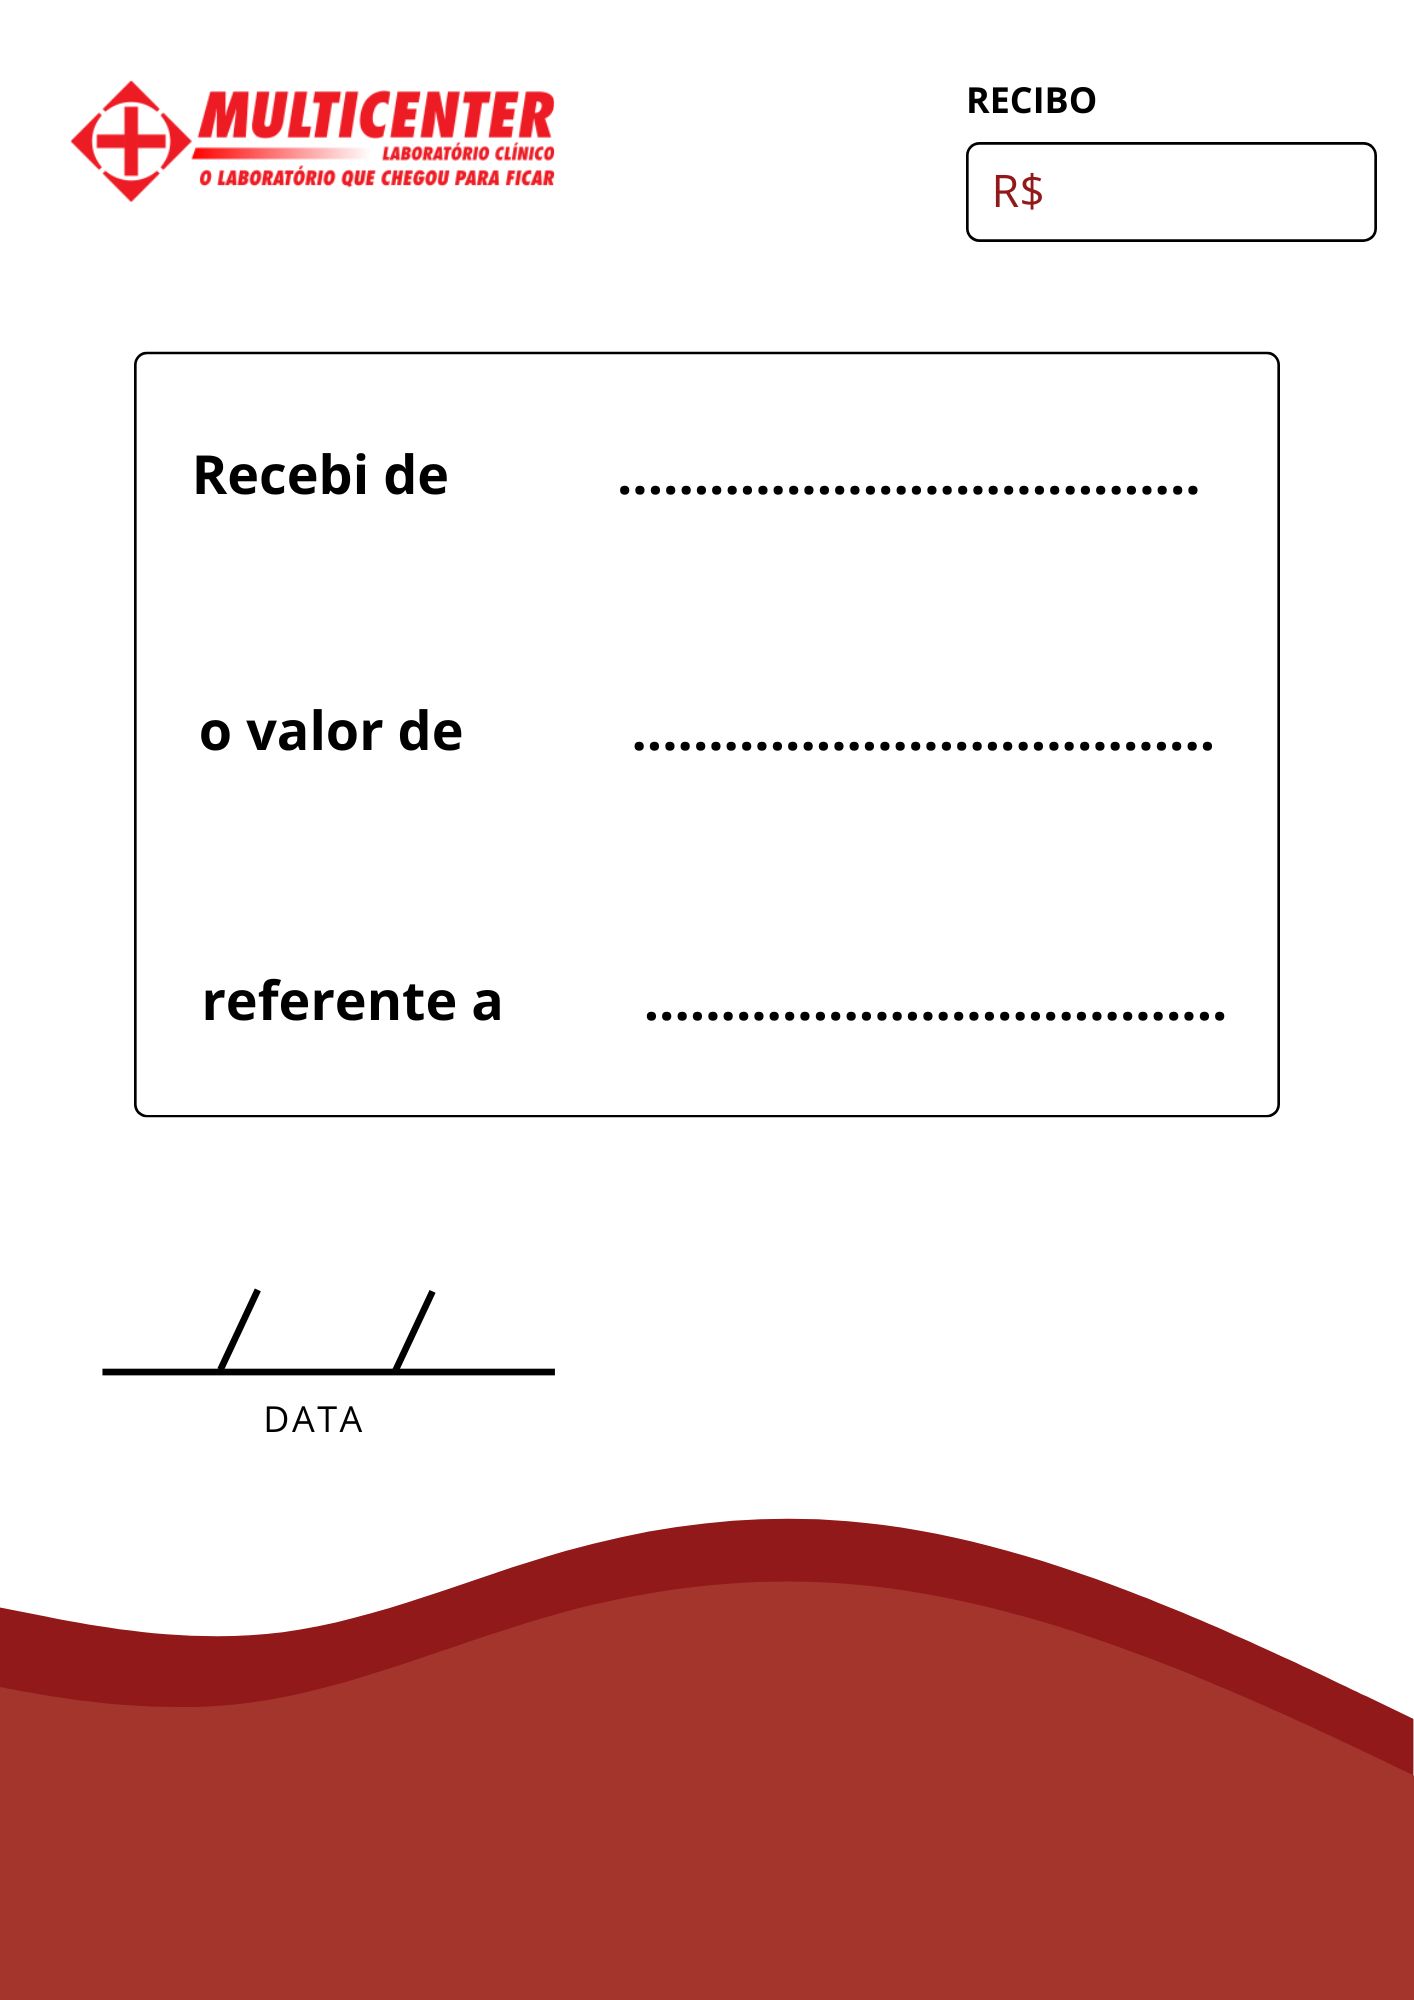 MULTICENTER
LABORATÓRIO CLÍNICO
O LABORATÓRIO QUE CHEGOU PARA FICAR
RECIBO
R$
Recebi de ......................................
o valor de ......................................
referente a ......................................
DATA